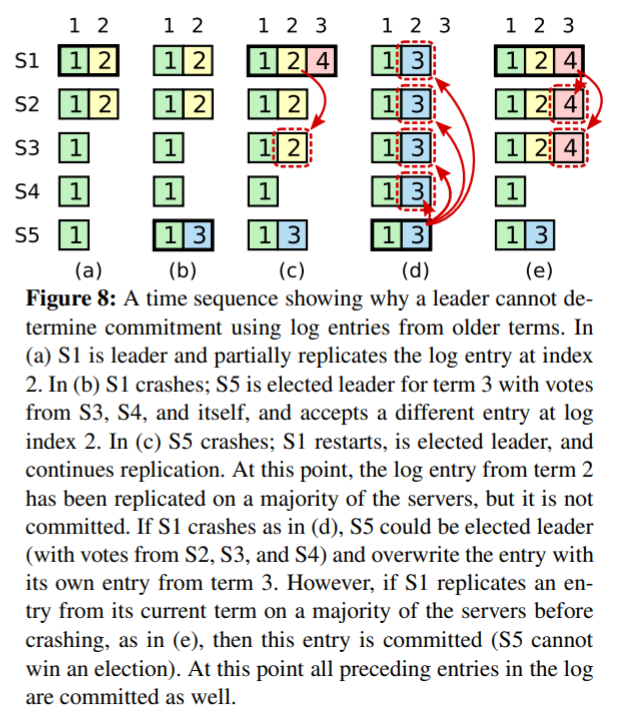 1 2 1 2 1 2 3 1 2 3 1 2 3
S1 1 2 1 2 1 2 4 1 3 1 2 4
S2 1 2 1 2 1 2 1 3 1 2 4
S3 1 1 1 2 1 3 1 2 4
S4 1 1 1 1 3 1
S5 1 1 3 1 3 1 3 1 3
(a) (b) (c) (d) (e)
Figure 8: A time sequence showing why a leader cannot de-
termine commitment using log entries from older terms. In
(a) S1 is leader and partially replicates the log entry at index
2. In (b) S1 crashes; S5 is elected leader for term 3 with votes
from S3, S4, and itself, and accepts a different entry at log
index 2. In (c) S5 crashes; S1 restarts, is elected leader, and
continues replication. At this point, the log entry from term 2
has been replicated on a majority of the servers, but it is not
committed. If S1 crashes as in (d), S5 could be elected leader
(with votes from S2, S3, and S4) and overwrite the entry with
its own entry from term 3. However, if S1 replicates an en-
try from its current term on a majority of the servers before
crashing, as in (e), then this entry is committed (S5 cannot
win an election). At this point all preceding entries in the log
are committed as well.